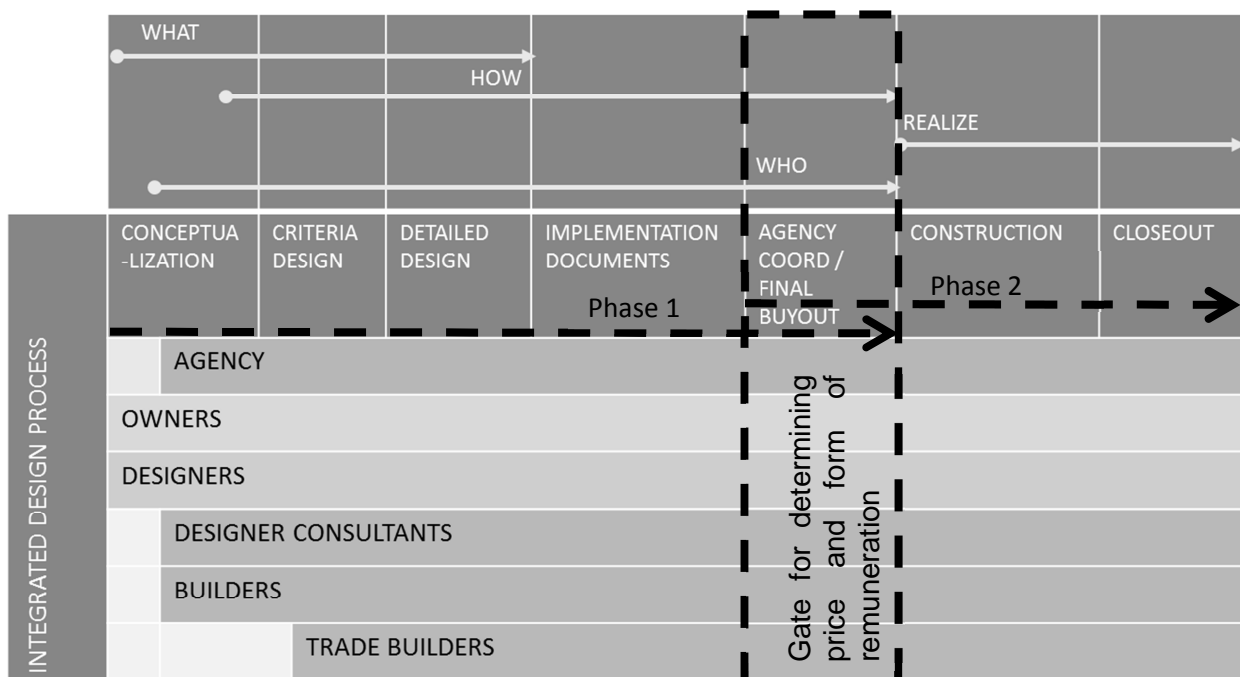 WHAT
HOW
REALIZE
WHO
CONCEPTUA
-LIZATION
CRITERIA
DESIGN
DETAILED
DESIGN
IMPLEMENTATION
DOCUMENTS
AGENCY
COORD /
FINAL
BUYOUT
CONSTRUCTION
CLOSEOUT
Phase 1
Phase 2
INTEGRATED DESIGN PROCESS
AGENCY
OWNERS
DESIGNERS
DESIGNER CONSULTANTS
BUILDERS
TRADE BUILDERS
Gate for determining
price and form of
remuneration